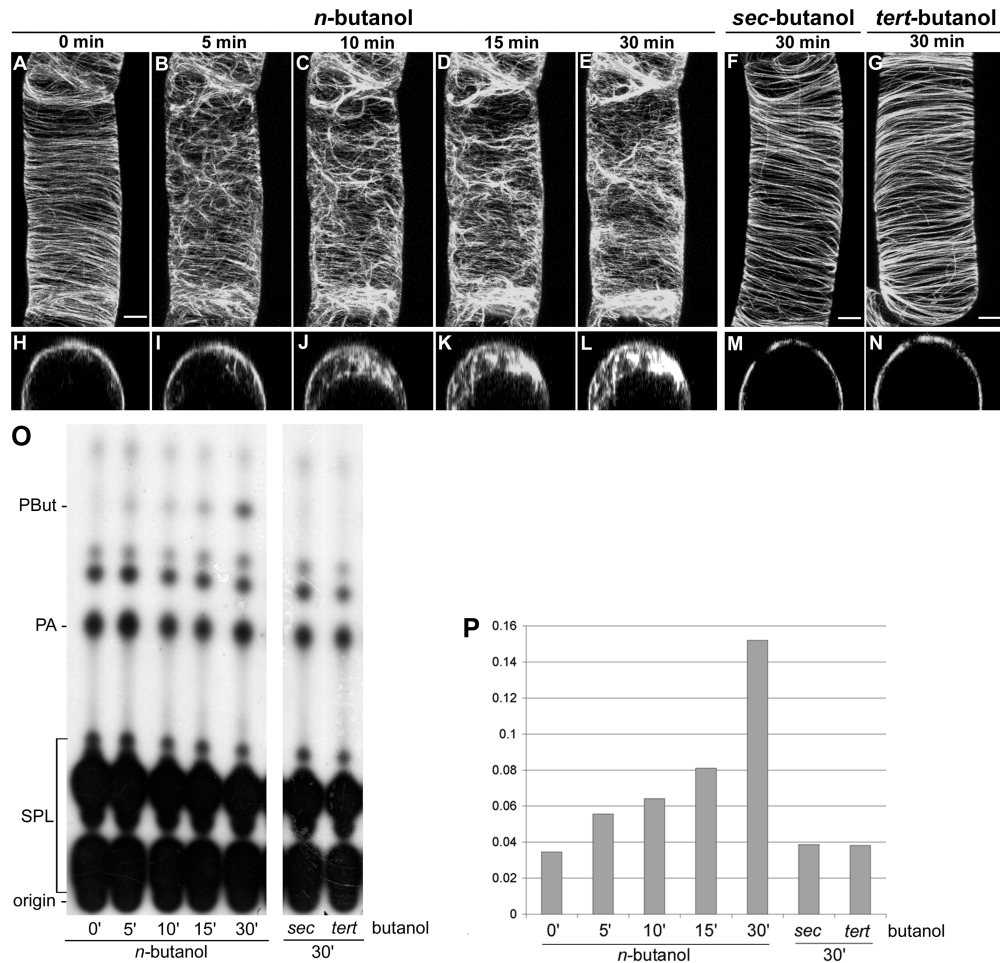 n-butanol sec-butanol tert-butanol
0 min 5 min 10 min 15 min 30 min 30 min 30 min
A B C D E F G
H I J K L M N
O
PBut
PA
SPL
origin
0' 5' 10' 15' 30' sec tert butanol
n-butanol 30'
P
0.16
0.14
0.12
0.1
0.08
0.06
0.04
0.02
0
0' 5' 10' 15' 30' sec tert butanol
n-butanol 30'